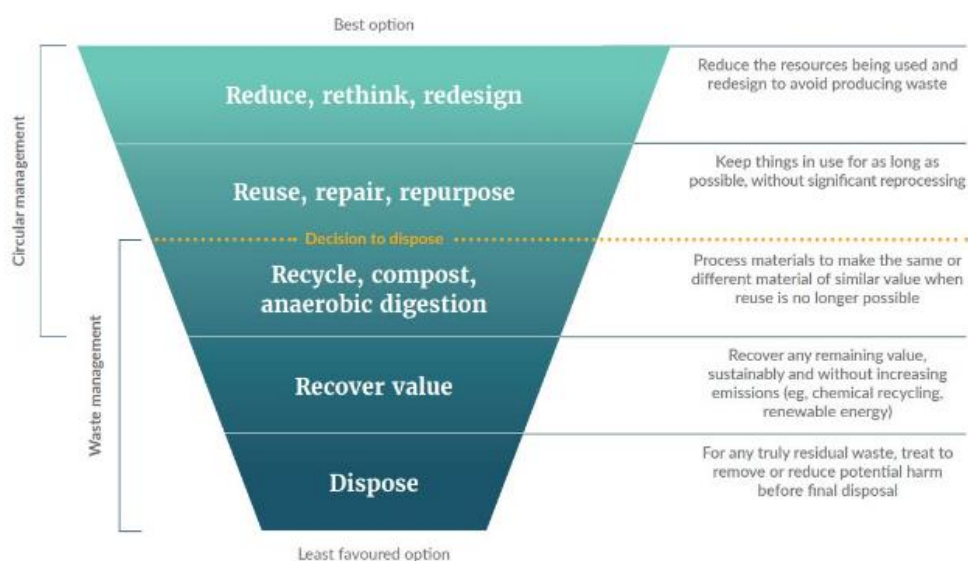 Best option
Circular management
Waste management
Reduce, rethink, redesign
Reduce the resources being used and
redesign to avoid producing waste
Reuse, repair, repurpose
Keep things in use for as long as
possible, without significant reprocessing
Decision to dispose
Recycle, compost,
anaerobic digestion
Process materials to make the same or
different material of similar value when
reuse is no longer possible
Recover value
Recover any remaining value,
sustainably and without increasing
emissions (eg, chemical recycling,
renewable energy)
Dispose
For any truly residual waste, treat to
remove or reduce potential harm
before final disposal
Least favoured option